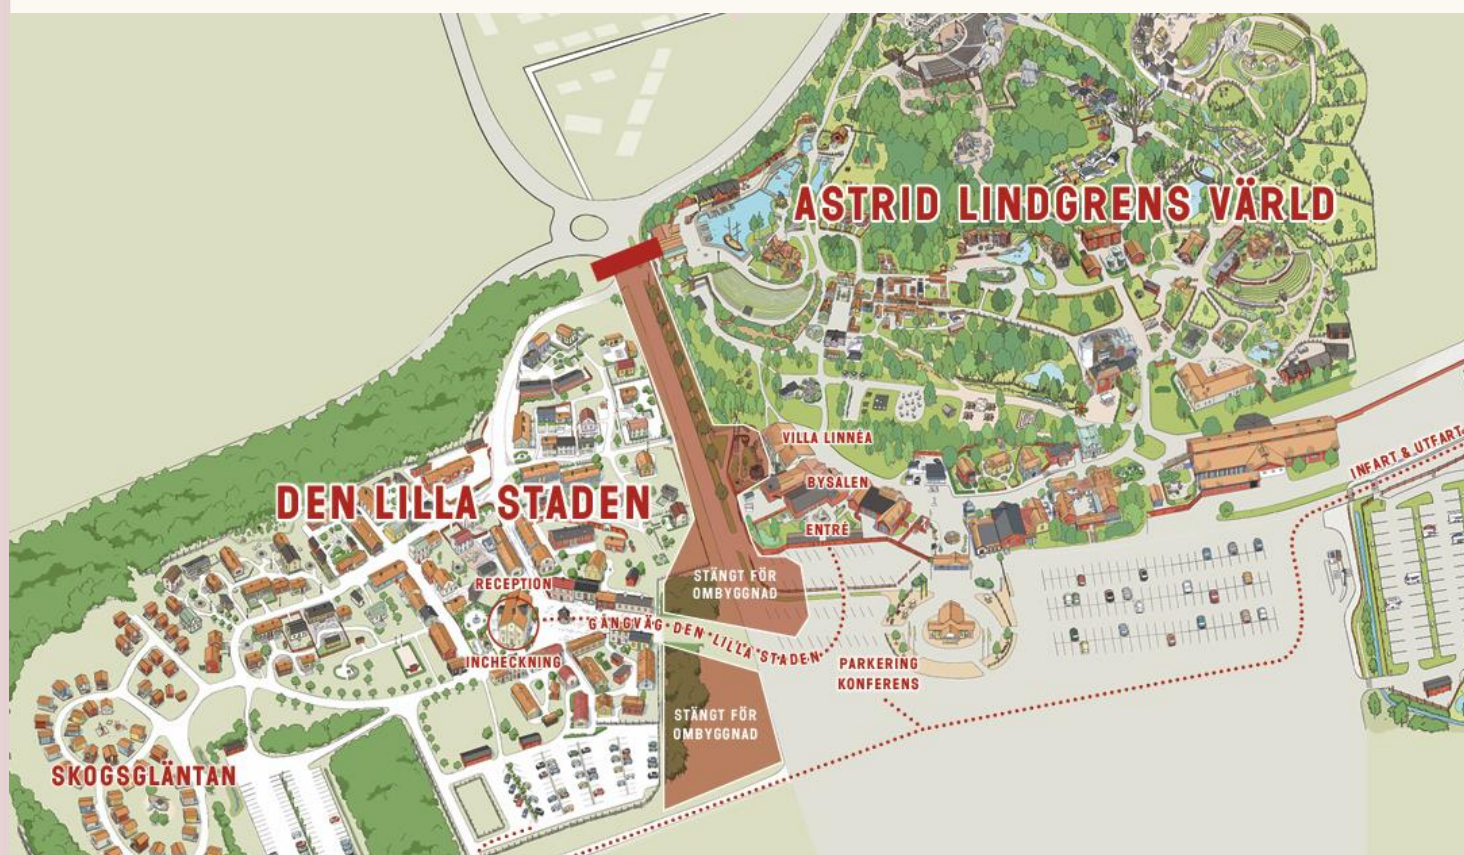 ASTRID LINDGRENS VÄRLD
VILLA LINNÉA
INFART & UTFART
BYSALEN
DEN LILLA STADEN
ENTRÉ
STÄNGT FÖR
OMBYGGNAD
RECEPTION
GÅNGVÄG DEN LILLA STADEN
INCHECKNING
PARKERING
KONFERENS
STÄNGT FÖR
OMBYGGNAD
SKOGSGLÄNTAN